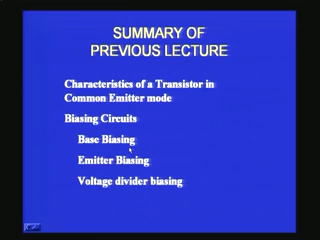 SUMMARY OF
PREVIOUS LECTURE
Characteristics of a Transistor in
Common Emitter mode
Biasing Circuits
Base Biasing
Emitter Biasing
Voltage divider biasing